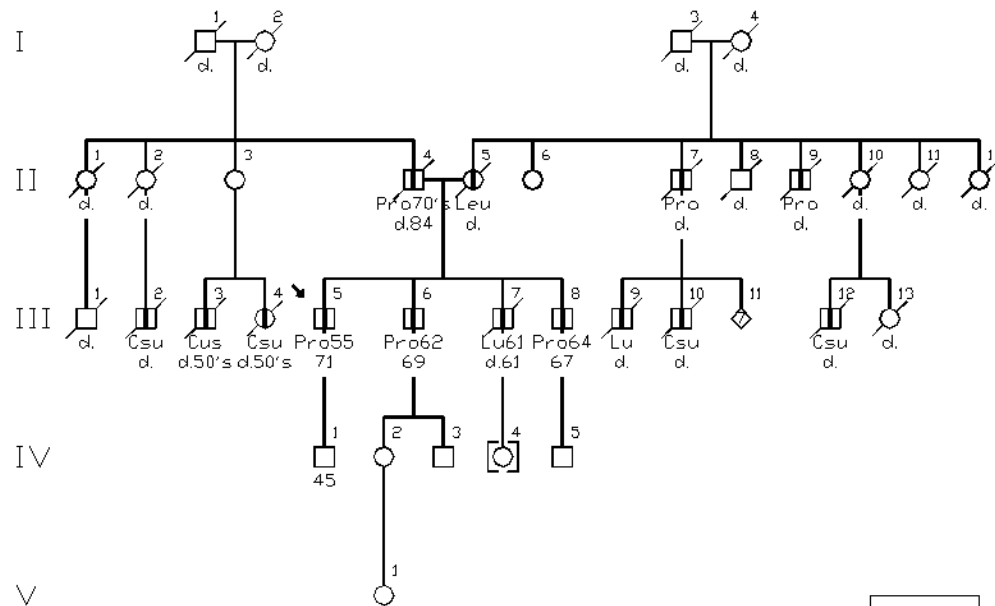 1 2 3 4
I
d. d. d. d.
1 2 3 4 5 6 7 8 9 10 11 1
II
d. d. Pro70's Leu Pro d. Pro d. d. d.
d.84 d. d. d.
1 2 3 4 5 6 7 8 9 10 11 12 13
III
7
d. Csu Cus Csu Pro55 Pro62 Lu61 Pro64 Lu Csu Csu d.
d. d.50's d.50's 71 69 d.61 67 d. d. d.
1 2 3 4 5
IV
45
1
V